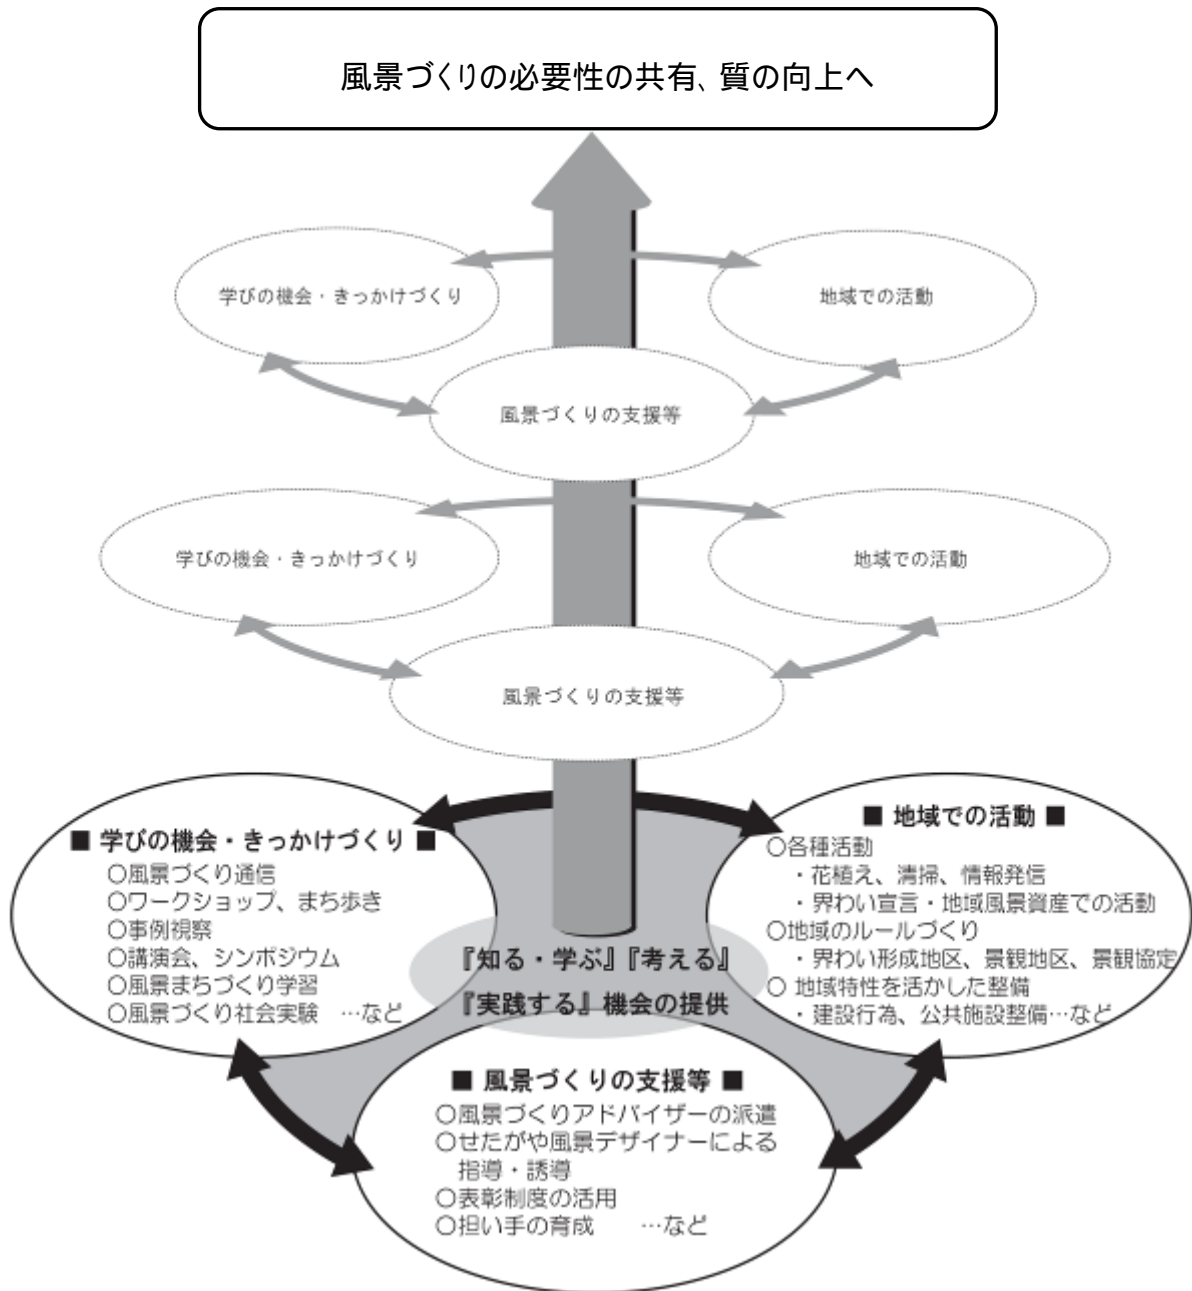 風景づくりの必要性の共有、質の向上へ
学びの機会・きっかけづくり
地域での活動
風景づくりの支援等
学びの機会・きっかけづくり
地域での活動
風景づくりの支援等
■ 学びの機会・きっかけづくり ■
○風景づくり通信
○ワークショップ、まち歩き
○事例視察
○講演会、シンポジウム
○風景まちづくり学習
○風景づくり社会実験 …など
■ 地域での活動 ■
○各種活動
・花植え、清掃、情報発信
・界わい宣言・地域風景資産での活動
○地域のルールづくり
・界わい形成地区、景観地区、景観協定
○ 地域特性を活かした整備
・建設行為、公共施設整備…など
『知る・学ぶ』『考える』
『実践する』機会の提供
■ 風景づくりの支援等 ■
○風景づくりアドバイザーの派遣
○せたがや風景デザイナーによる
指導・誘導
○表彰制度の活用
○担い手の育成 …など